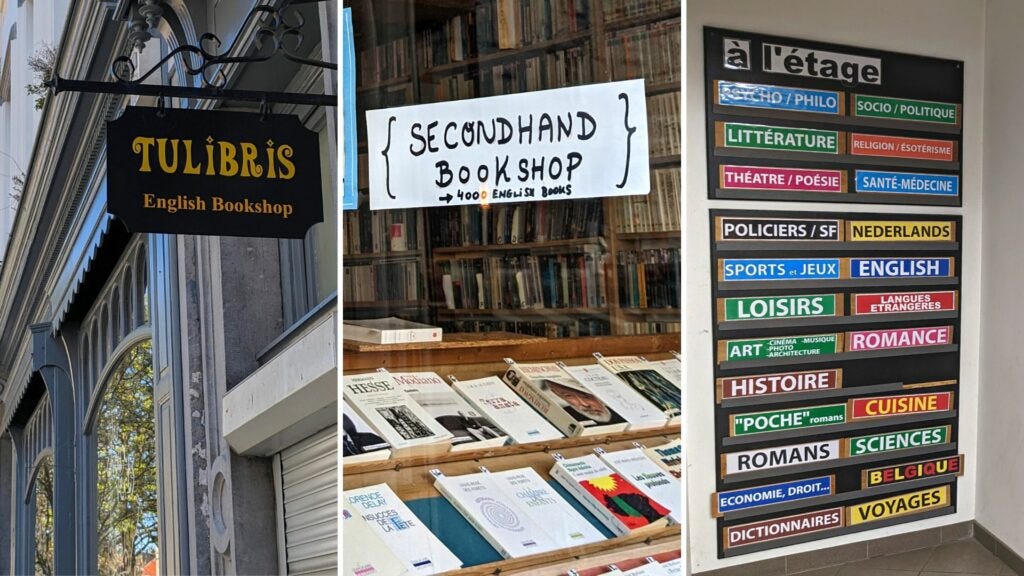 TULIBRIS
English Bookshop
{ SECONDHAND }
BOOKSHOP
→ 4000 ENGLISH BOOKS
HESSE
Modiano
à l'étage
PSYCHO / PHILO
SOCIO / POLITIQUE
LITTÉRATURE
RELIGION / ÉSOTÉRISME
THÉATRE / POÉSIE
SANTÉ-MÉDECINE
POLICIERS / SF
NEDERLANDS
SPORTS et JEUX
ENGLISH
LOISIRS
LANGUES
ETRANGERES
ART -CINÉMA -MUSIQUE
-PHOTO
-ARCHITECTURE
ROMANCE
HISTOIRE
"POCHE" romans
CUISINE
ROMANS
SCIENCES
BELGIQUE
ECONOMIE, DROIT...
DICTIONNAIRES
VOYAGES